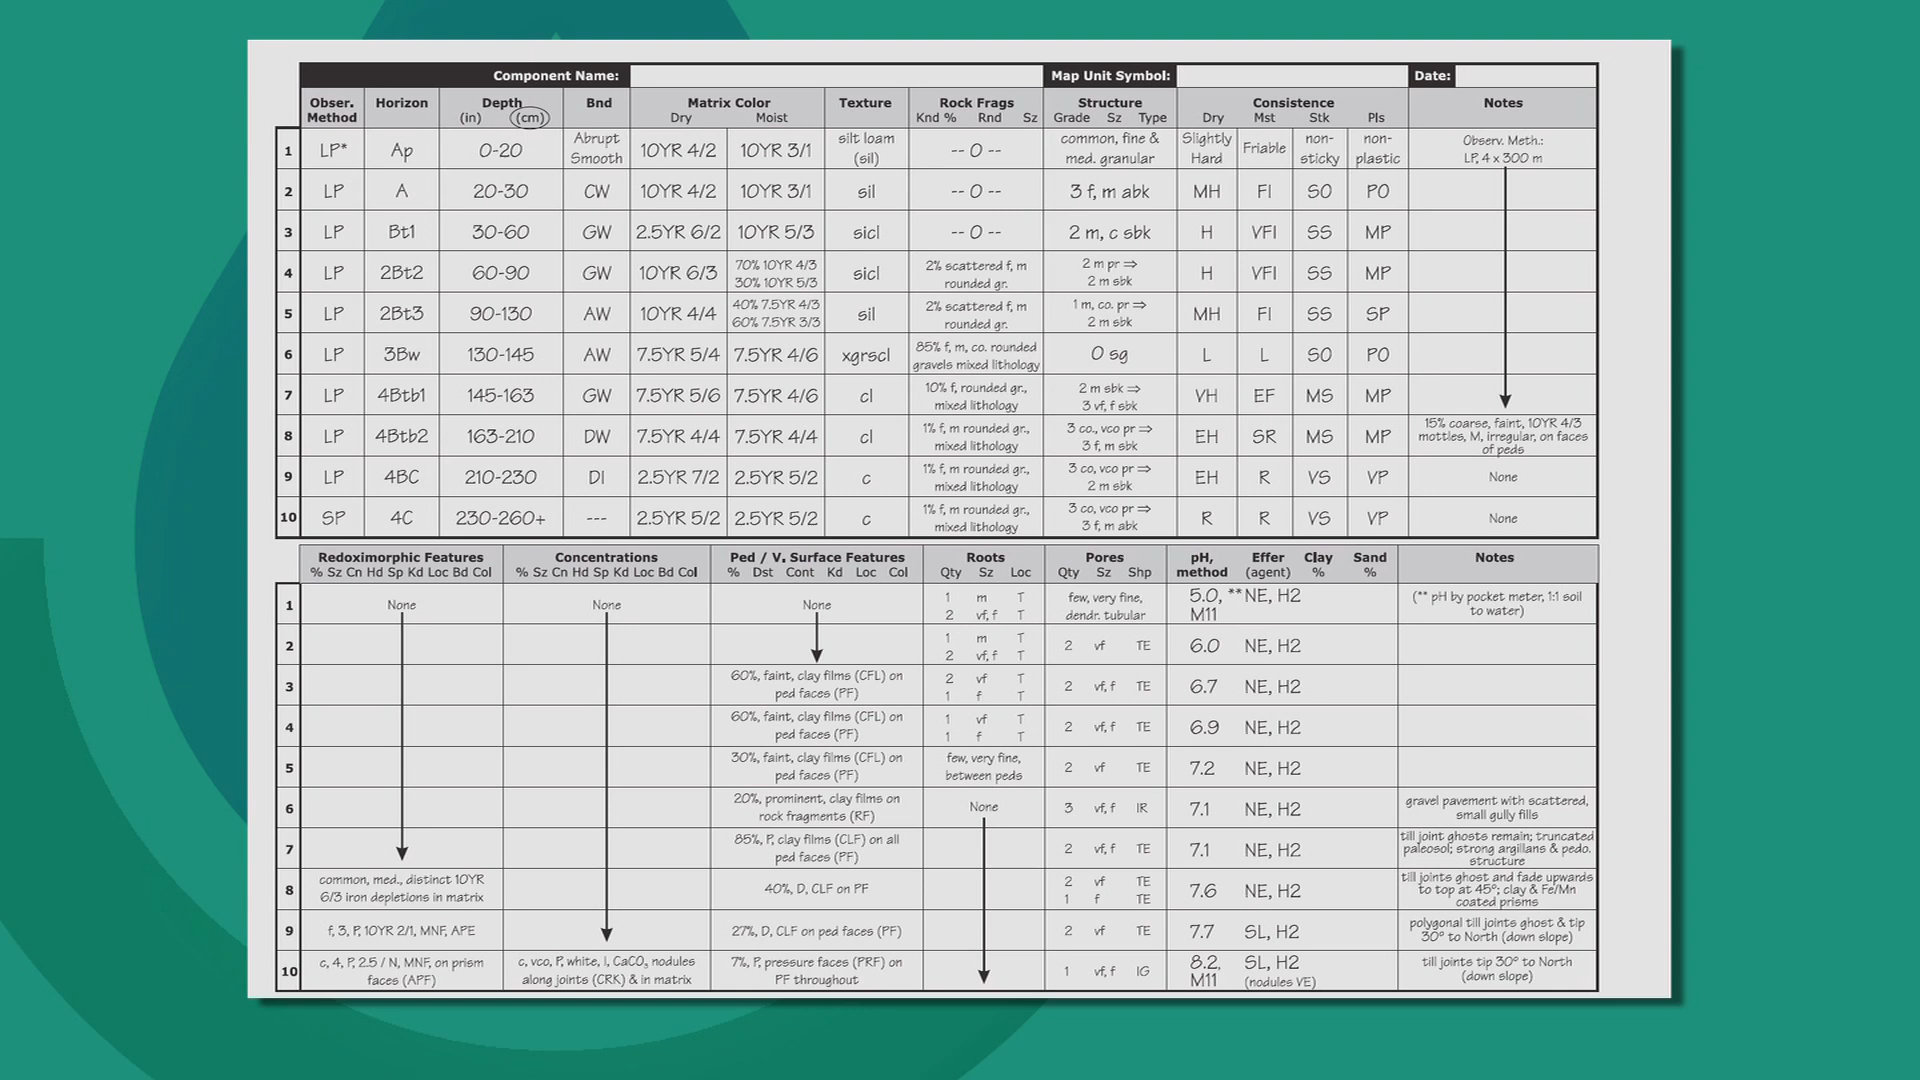 Component Name: Map Unit Symbol: Date:
Obser. Method Horizon Depth (in) (cm) Bnd Matrix Color Dry Moist Texture Rock Frags Knd % Rnd Sz Structure Grade Sz Type Consistence Dry Mst Stk Pls Notes
1 LP* Ap 0-20 Abrupt Smooth 10YR 4/2 10YR 3/1 silt loam (sil) -- 0 -- common, fine & med. granular Slightly Hard Friable non-sticky non-plastic Observ. Meth.: LP, 4 x 300 m
2 LP A 20-30 CW 10YR 4/2 10YR 3/1 sil -- 0 -- 3 f, m abk MH FI SO PO
3 LP Bt1 30-60 GW 2.5YR 6/2 10YR 5/3 sicl -- 0 -- 2 m, c sbk H VFI SS MP
4 LP 2Bt2 60-90 GW 10YR 6/3 70% 10YR 4/3 30% 10YR 5/3 sicl 2% scattered f, m rounded gr. 2 m pr ⇒ 2 m sbk H VFI SS MP
5 LP 2Bt3 90-130 AW 10YR 4/4 40% 7.5YR 4/3 60% 7.5YR 3/3 sil 2% scattered f, m rounded gr. 1 m, co. pr ⇒ 2 m sbk MH FI SS SP
6 LP 3Bw 130-145 AW 7.5YR 5/4 7.5YR 4/6 xgrscl 85% f, m, co. rounded gravels mixed lithology 0 sg L L SO PO
7 LP 4Btb1 145-163 GW 7.5YR 5/6 7.5YR 4/6 cl 10% f, rounded gr., mixed lithology 2 m sbk ⇒ 3 vf, f sbk VH EF MS MP
8 LP 4Btb2 163-210 DW 7.5YR 4/4 7.5YR 4/4 cl 1% f, m rounded gr., mixed lithology 3 co., vco pr ⇒ 3 f, m sbk EH SR MS MP 15% coarse, faint, 10YR 4/3 mottles, M, irregular, on faces of peds
9 LP 4BC 210-230 DI 2.5YR 7/2 2.5YR 5/2 c 1% f, m rounded gr., mixed lithology 3 co, vco pr ⇒ 2 m sbk EH R VS VP None
10 SP 4C 230-260+ --- 2.5YR 5/2 2.5YR 5/2 c 1% f, m rounded gr., mixed lithology 3 co, vco pr ⇒ 3 f, m abk R R VS VP None
Redoximorphic Features % Sz Cn Hd Sp Kd Loc Bd Col Concentrations % Sz Cn Hd Sp Kd Loc Bd Col Ped / V. Surface Features % Dst Cont Kd Loc Col Roots Qty Sz Loc Pores Qty Sz Shp pH, method Effer (agent) Clay % Sand % Notes
1 None None None 1 m T 2 vf, f T few, very fine, dendr. tubular 5.0, ** M11 NE, H2 (** pH by pocket meter, 1:1 soil to water)
2 1 m T 2 vf, f T 2 vf TE 6.0 NE, H2
3 60%, faint, clay films (CFL) on ped faces (PF) 2 vf T 1 f T 2 vf, f TE 6.7 NE, H2
4 60%, faint, clay films (CFL) on ped faces (PF) 1 vf T 1 f T 2 vf, f TE 6.9 NE, H2
5 30%, faint, clay films (CFL) on ped faces (PF) few, very fine, between peds 2 vf TE 7.2 NE, H2
6 20%, prominent, clay films on rock fragments (RF) None 3 vf, f IR 7.1 NE, H2 gravel pavement with scattered, small gully fills
7 85%, P, clay films (CLF) on all ped faces (PF) 2 vf, f TE 7.1 NE, H2 till joint ghosts remain; truncated paleosol; strong argillans & pedo. structure
8 common, med., distinct 10YR 6/3 iron depletions in matrix 40%, D, CLF on PF 2 vf TE 1 f TE 7.6 NE, H2 till joints ghost and fade upwards to top at 45°; clay & Fe/Mn coated prisms
9 f, 3, P, 10YR 2/1, MNF, APE 27%, D, CLF on ped faces (PF) 2 vf TE 7.7 SL, H2 polygonal till joints ghost & tip 30° to North (down slope)
10 c, 4, P, 2.5 / N, MNF, on prism faces (APF) c, vco, P, white, I, CaCO₃ nodules along joints (CRK) & in matrix 7%, P, pressure faces (PRF) on PF throughout 1 vf, f IG 8.2, M11 SL, H2 (nodules VE) till joints tip 30° to North (down slope)